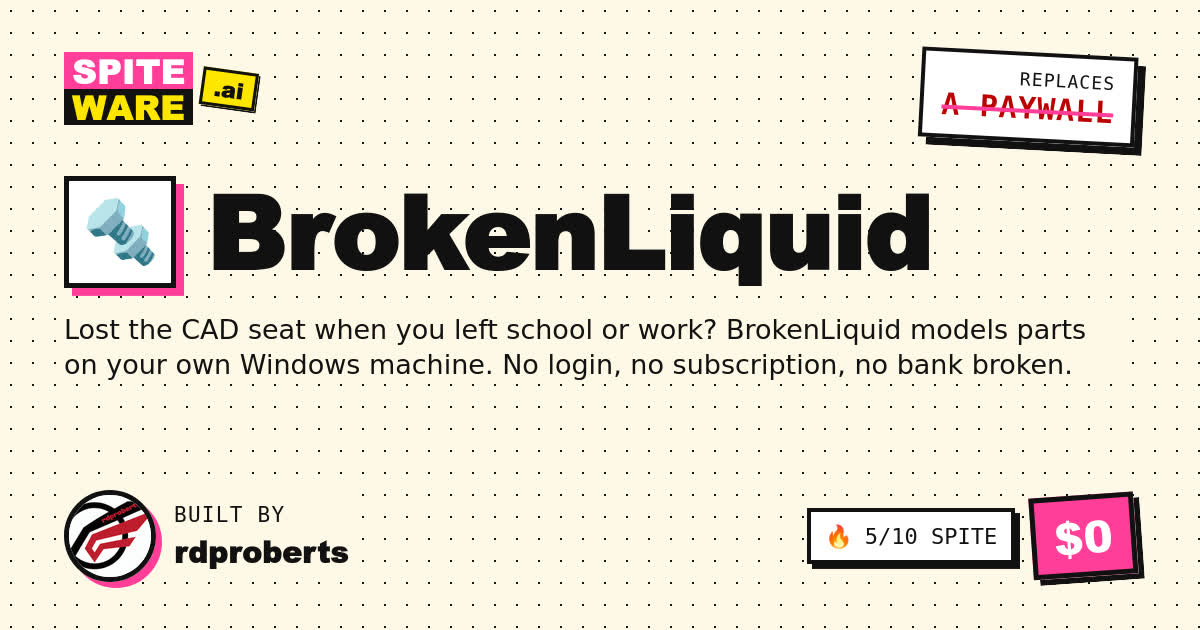 SPITE
WARE
.ai
REPLACES
A PAYWALL
BrokenLiquid
Lost the CAD seat when you left school or work? BrokenLiquid models parts
on your own Windows machine. No login, no subscription, no bank broken.
rdproberts
BUILT BY
rdproberts
🔥 5/10 SPITE
$0